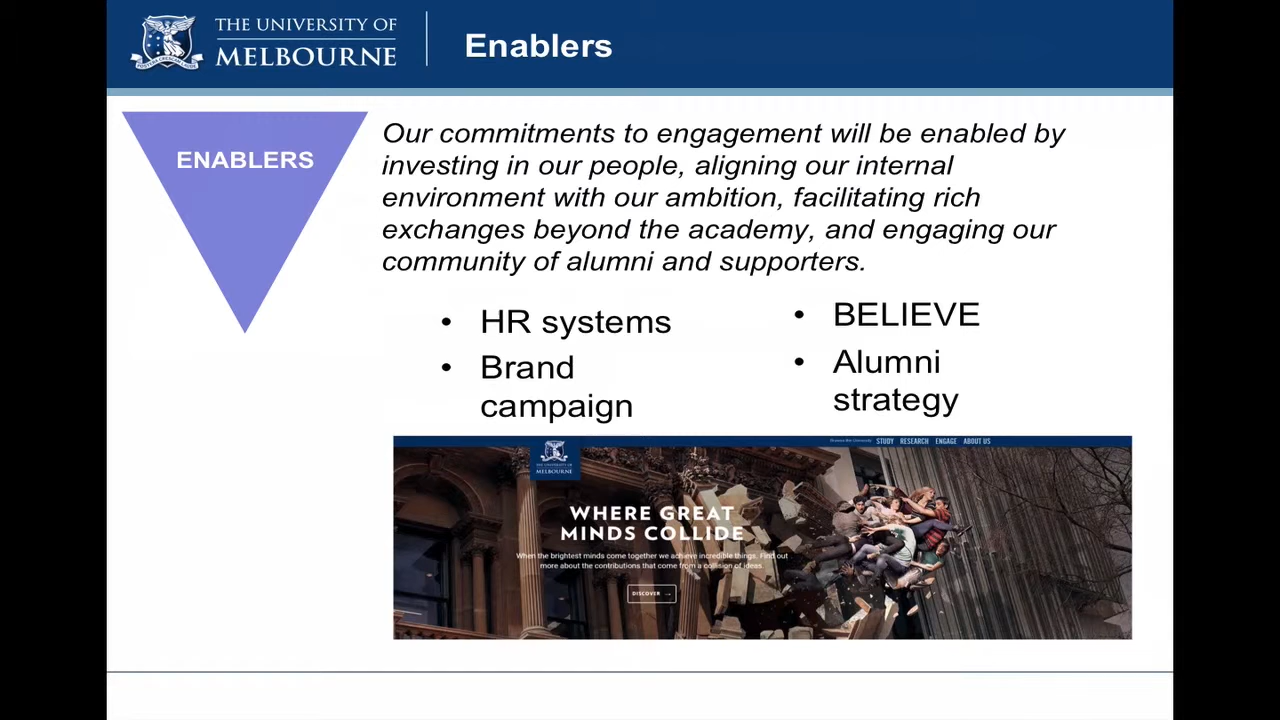 THE UNIVERSITY OF
MELBOURNE
Enablers
ENABLERS
Our commitments to engagement will be enabled by
investing in our people, aligning our internal
environment with our ambition, facilitating rich
exchanges beyond the academy, and engaging our
community of alumni and supporters.
• HR systems
• Brand
campaign
• BELIEVE
• Alumni
strategy
STUDY RESEARCH ENGAGE ABOUT US
THE UNIVERSITY OF
MELBOURNE
WHERE GREAT
MINDS COLLIDE
When the brightest minds come together we achieve incredible things. Find out
more about the contributions that come from a collision of ideas.
DISCOVER →